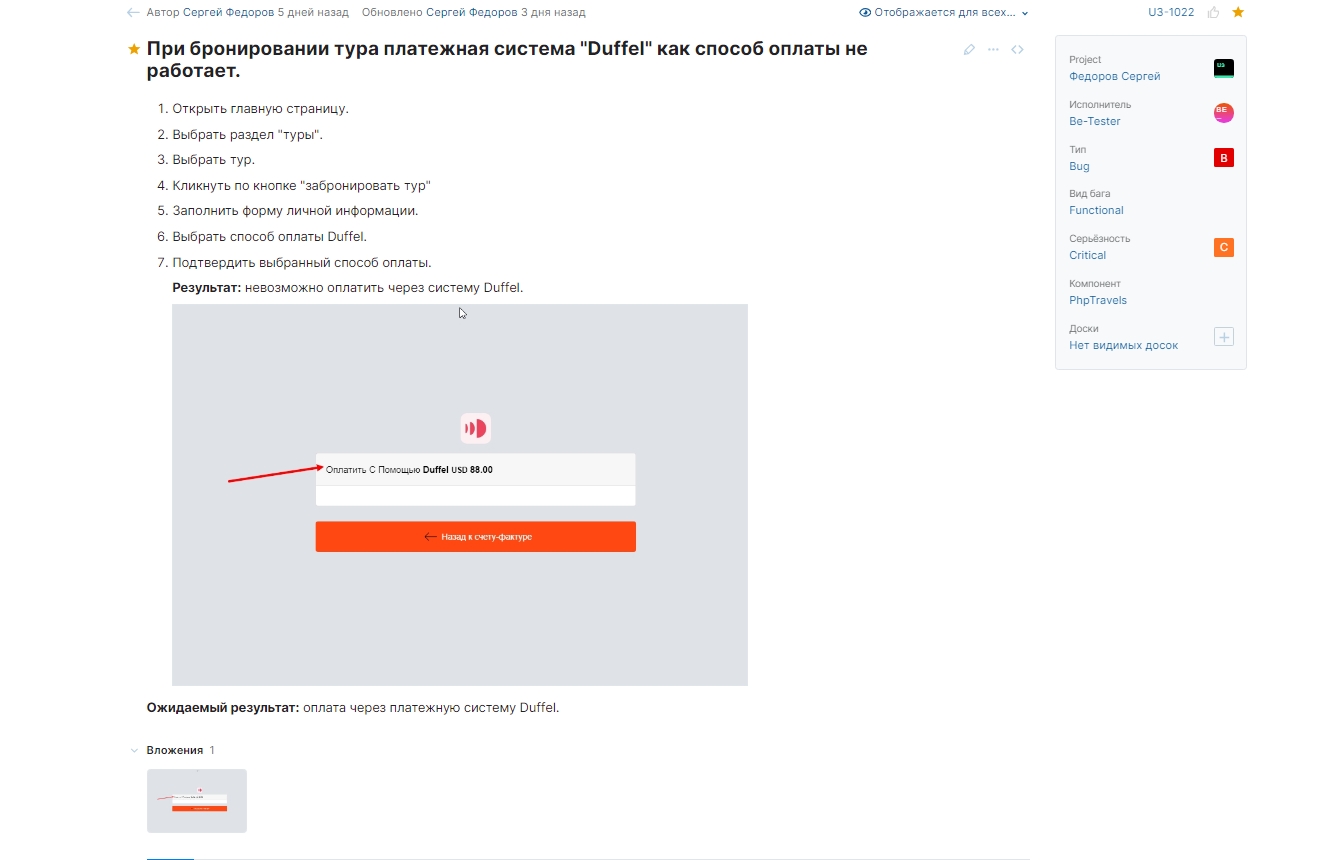 Автор Сергей Федоров 5 дней назад Обновлено Сергей Федоров 3 дня назад
Отображается для всех...
U3-1022
При бронировании тура платежная система "Duffel" как способ оплаты не
работает.
1. Открыть главную страницу.
2. Выбрать раздел "туры".
3. Выбрать тур.
4. Кликнуть по кнопке "забронировать тур"
5. Заполнить форму личной информации.
6. Выбрать способ оплаты Duffel.
7. Подтвердить выбранный способ оплаты.
Результат: невозможно оплатить через систему Duffel.
Оплатить С Помощью Duffel USD 88.00
Назад к счету-фактуре
Ожидаемый результат: оплата через платежную систему Duffel.
Вложения 1
Project
Федоров Сергей
U3
Исполнитель
Be-Tester
BE
Тип
Bug
B
Вид бага
Functional
Серьёзность
Critical
C
Компонент
PhpTravels
Доски
Нет видимых досок